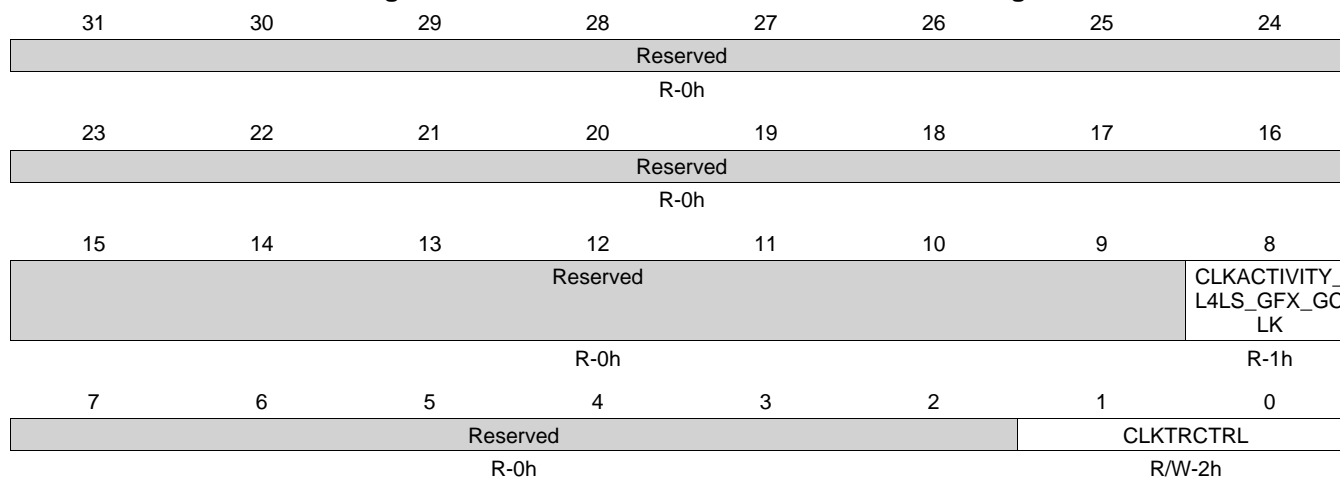 31 30 29 28 27 26 25 24
Reserved
R-0h
23 22 21 20 19 18 17 16
Reserved
R-0h
15 14 13 12 11 10 9 8
Reserved CLKACTIVITY_
L4LS_GFX_GC
LK
R-0h R-1h
7 6 5 4 3 2 1 0
Reserved CLKTRCTRL
R-0h R/W-2h